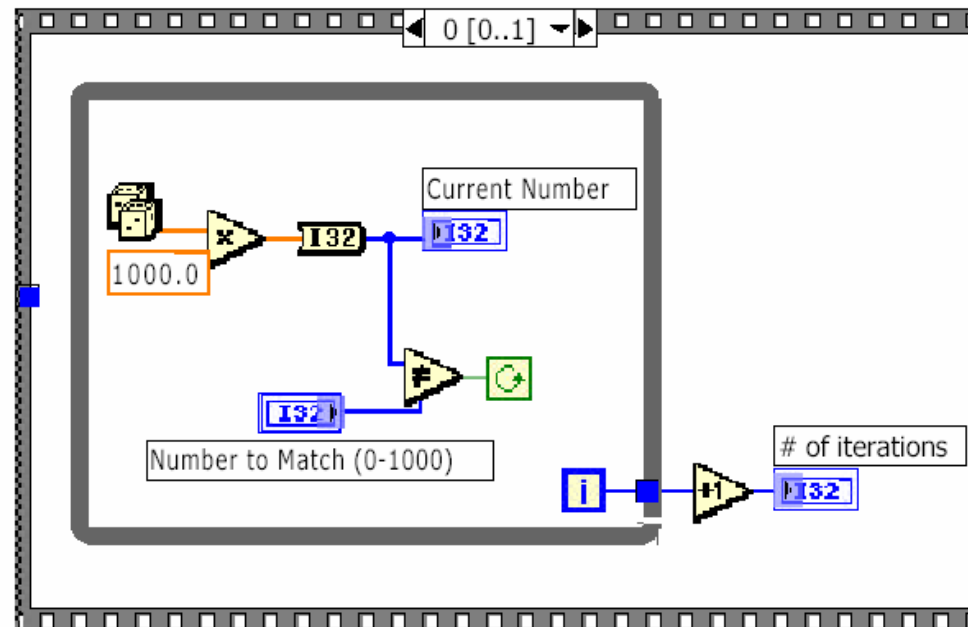 0 [0..1]
Current Number
x
I32
I32
1000.0
≠
I32
Number to Match (0-1000)
# of iterations
i
+1
I32